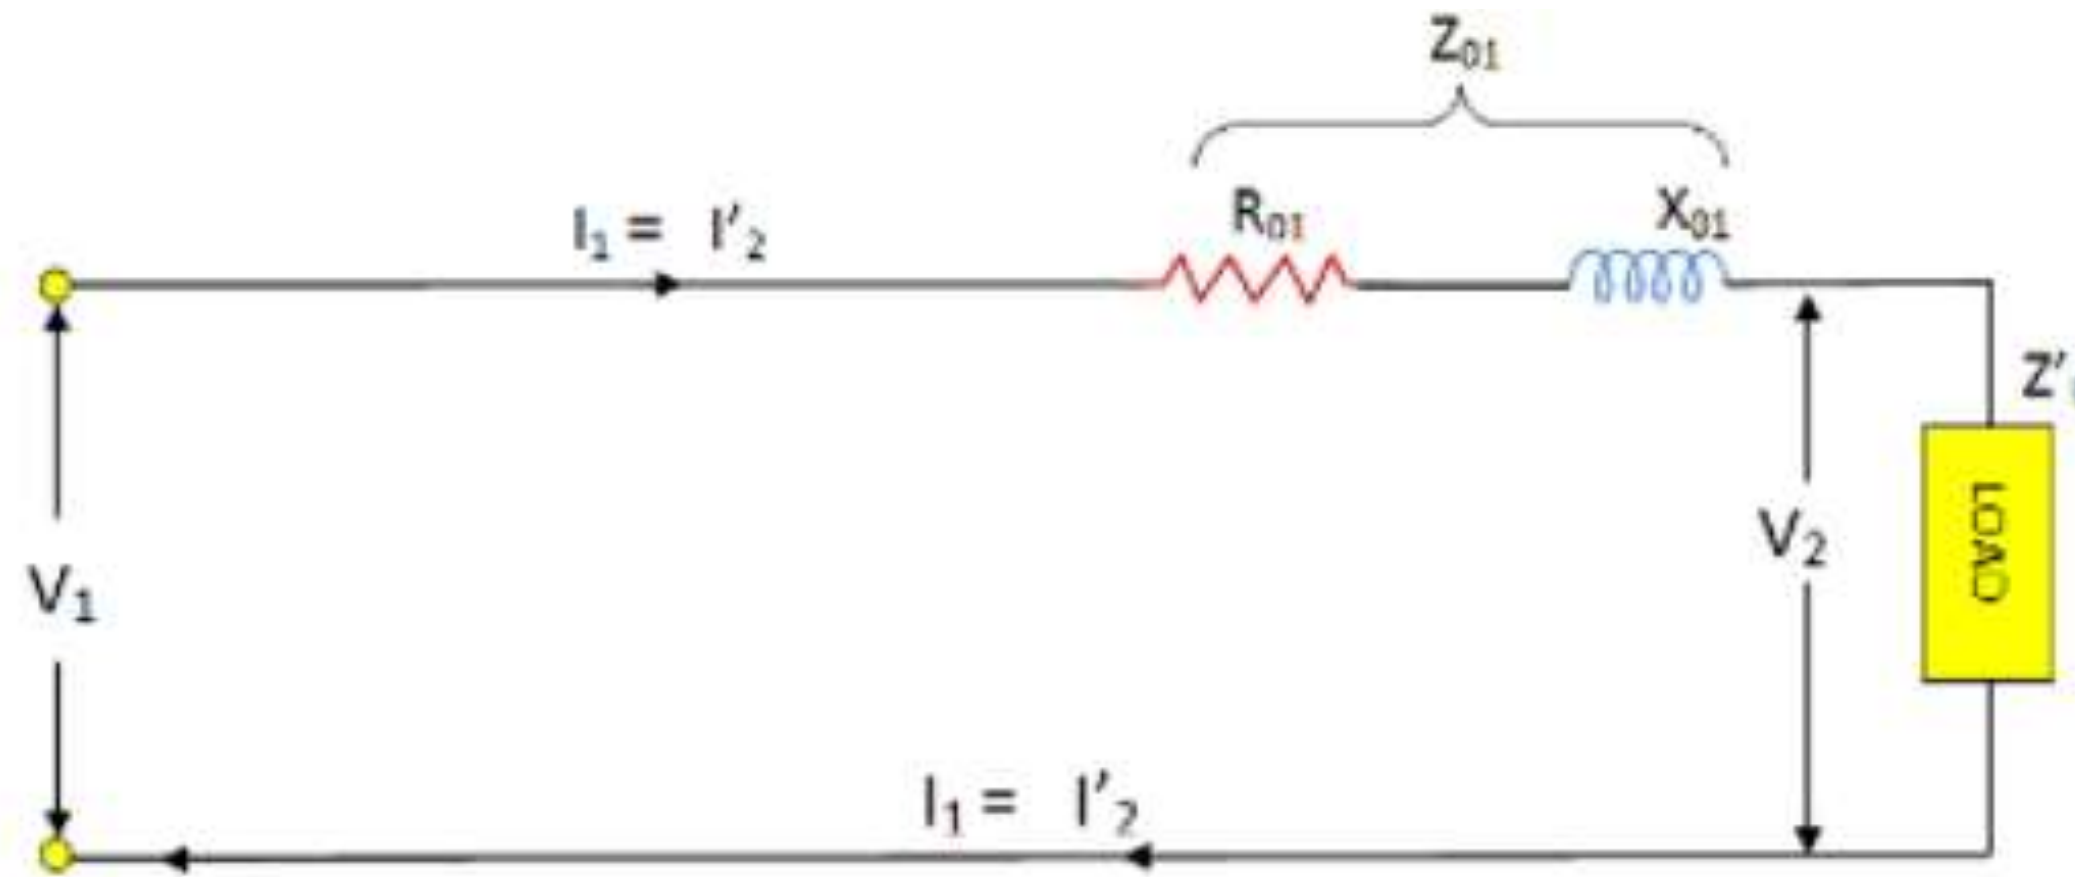 Z₀₁
R₀₁
X₀₁
I₁ = I′₂
Z′
V₁
V₂
LOAD
I₁ = I′₂